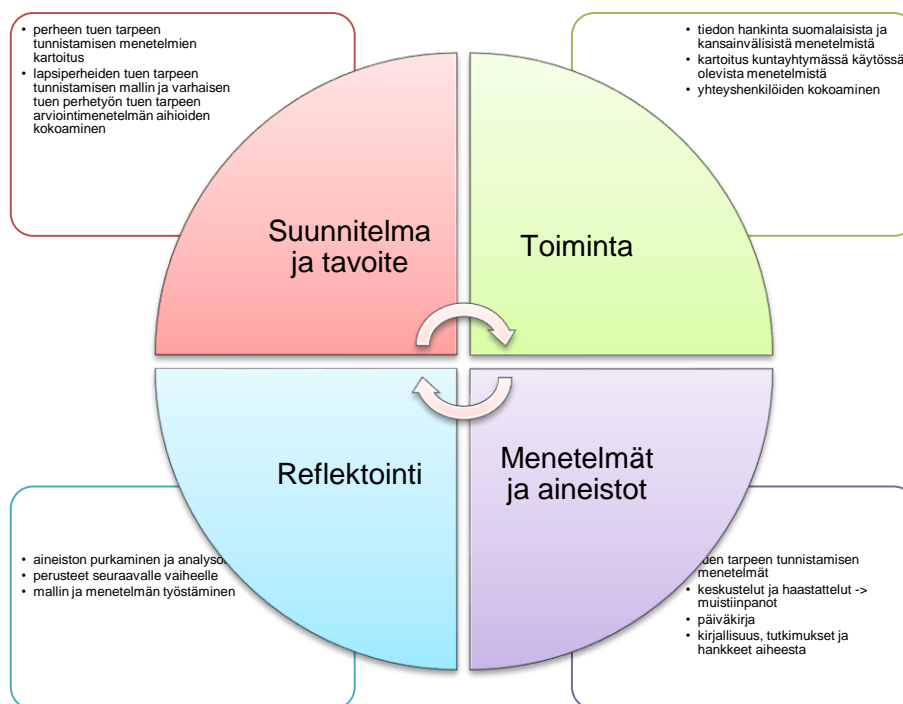 • perheen tuen tarpeen
tunnistamisen menetelmien
kartoitus
• lapsiperheiden tuen tarpeen
tunnistamisen mallin ja varhaisen
tuen perhetyön tuen tarpeen
arviointimenetelmän aihioiden
kokoaminen
• tiedon hankinta suomalaisista ja
kansainvälisistä menetelmistä
• kartoitus kuntayhtymässä käytössä
olevista menetelmistä
• yhteyshenkilöiden kokoaminen
Suunnitelma
ja tavoite
Toiminta
Reflektointi
Menetelmät
ja aineistot
• aineiston purkaminen ja
• perusteet seuraavalle vaiheelle
• mallin ja menetelmän työstäminen
tarpeen tunnistamisen
menetelmät
• keskustelut ja haastattelut ->
muistiinpanot
• päiväkirja
• kirjallisuus, tutkimukset ja
hankkeet aiheesta